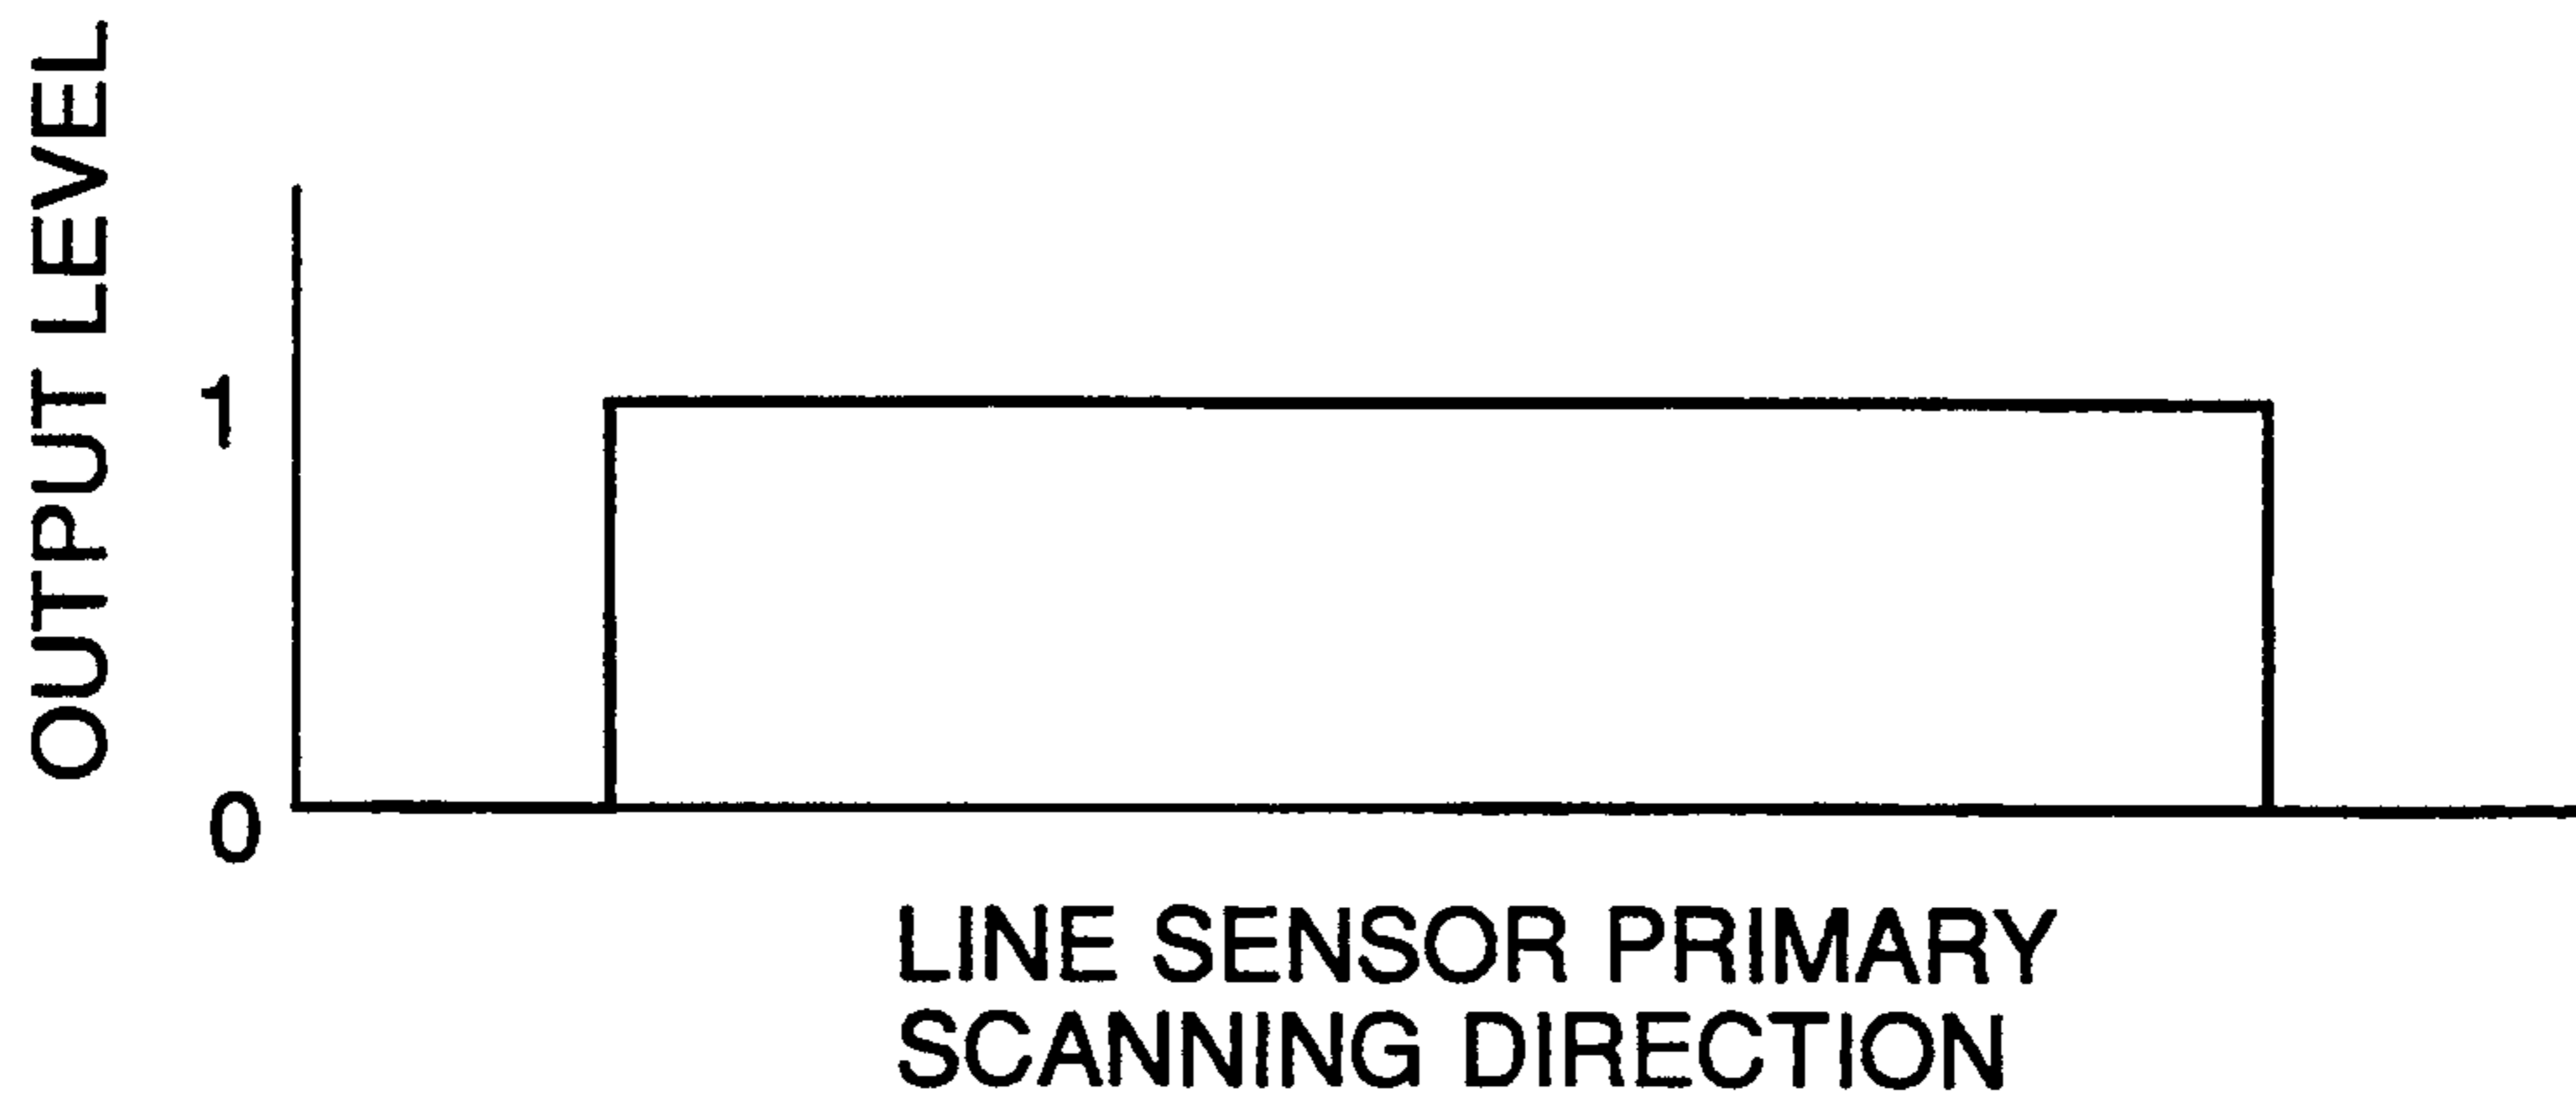 OUTPUT LEVEL
1
0
LINE SENSOR PRIMARY
SCANNING DIRECTION